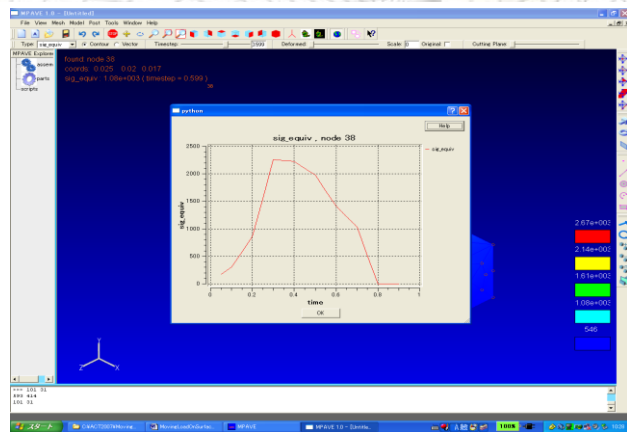 MPAVE 1.0 - [Untitled]
File View Mesh Model Post Tools Window Help
Type: sig_equiv Contour Vector Timestep: 2000 Deformed: Scale: 0 Original: Cutting Plane:
MPAVE Explorer
assem
parts
scripts
found node 38
coords 0.025 0.02 0.017
sig_equiv: 1.08e+003 ( timestep = 0.599 )
38
python
Help
sig_equiv , node 38
sig_equiv
2500
2000
1500
1000
500
0
sig_equiv
0 0.2 0.4 0.6 0.8 1
time
OK
2.67e+003
2.14e+003
1.61e+003
1.08e+003
546
Y
Z X
101 31
414
101 31
スタート
MPAVE
MPAVE 1.0 - [Untitle...
100%